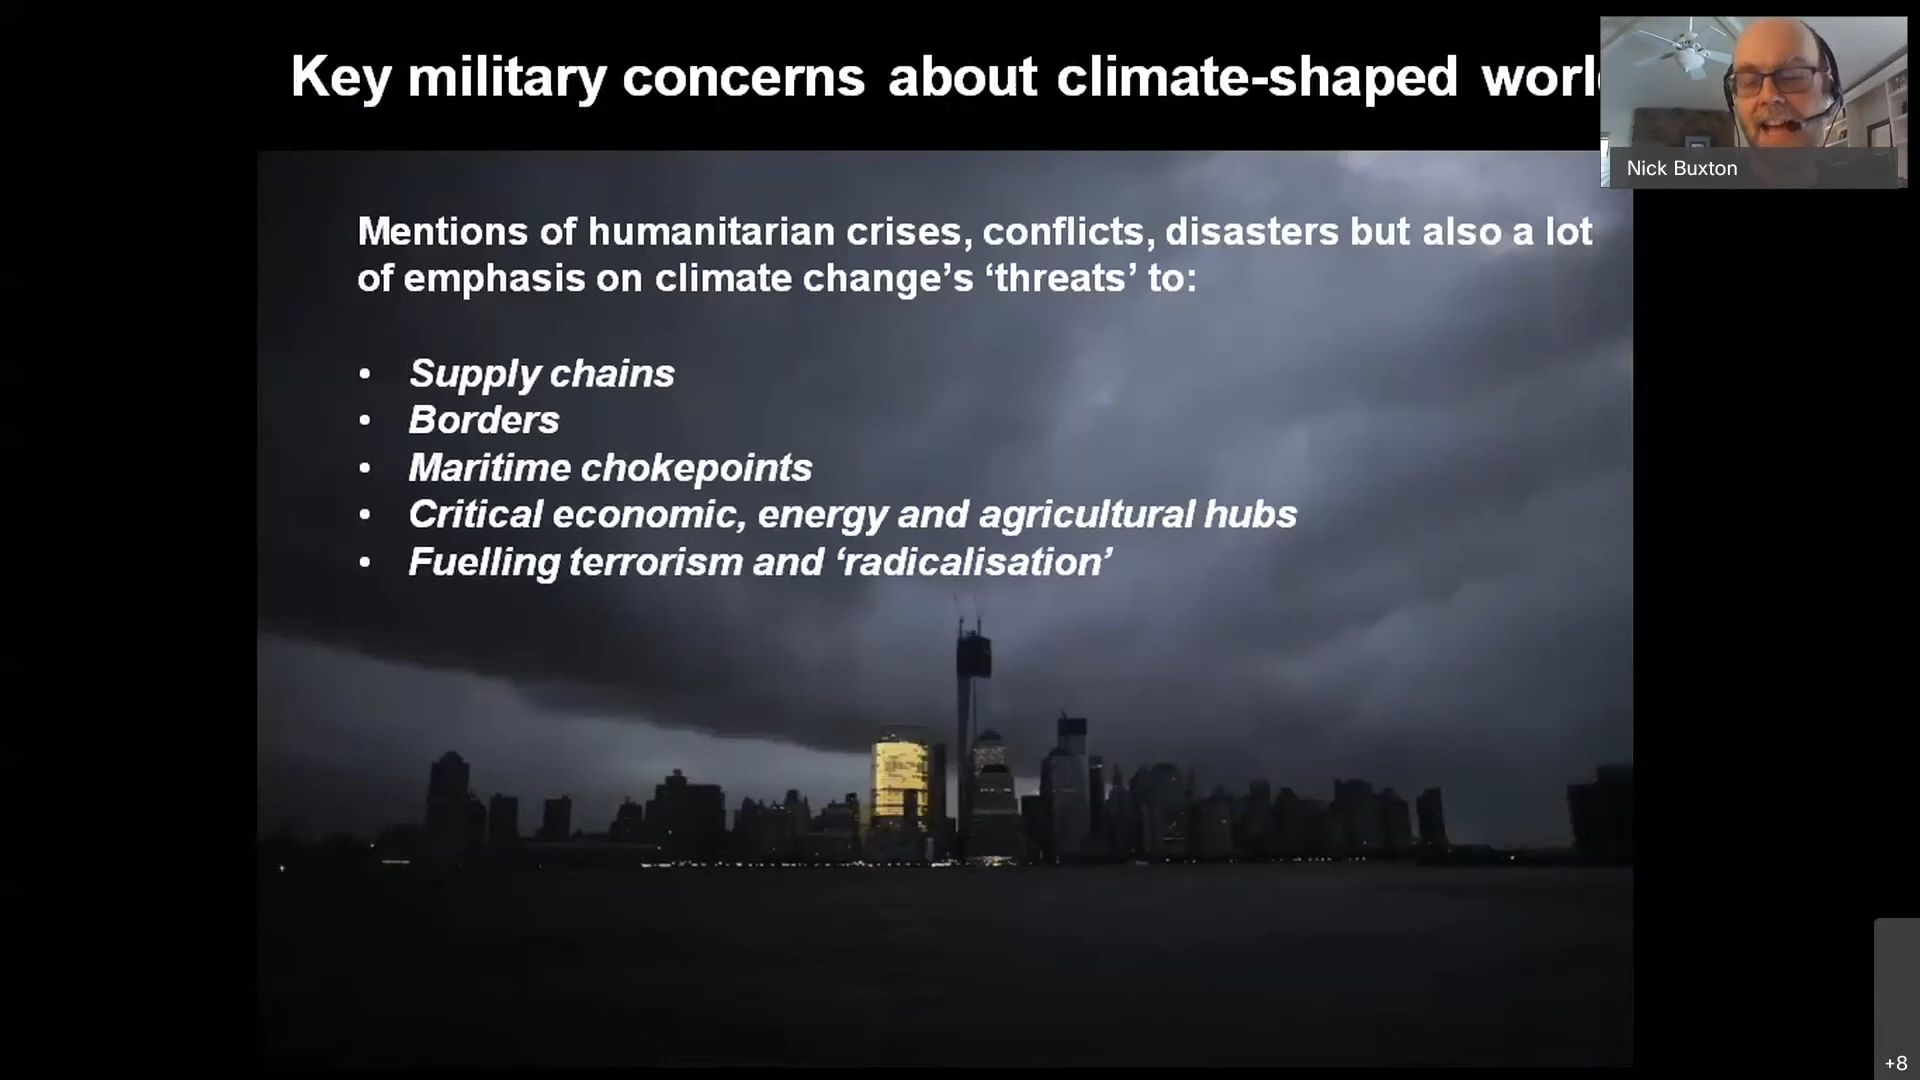 Key military concerns about climate-shaped
Nick Buxton
Mentions of humanitarian crises, conflicts, disasters but also a lot
of emphasis on climate change’s ‘threats’ to:
• Supply chains
• Borders
• Maritime chokepoints
• Critical economic, energy and agricultural hubs
• Fuelling terrorism and ‘radicalisation’
+8